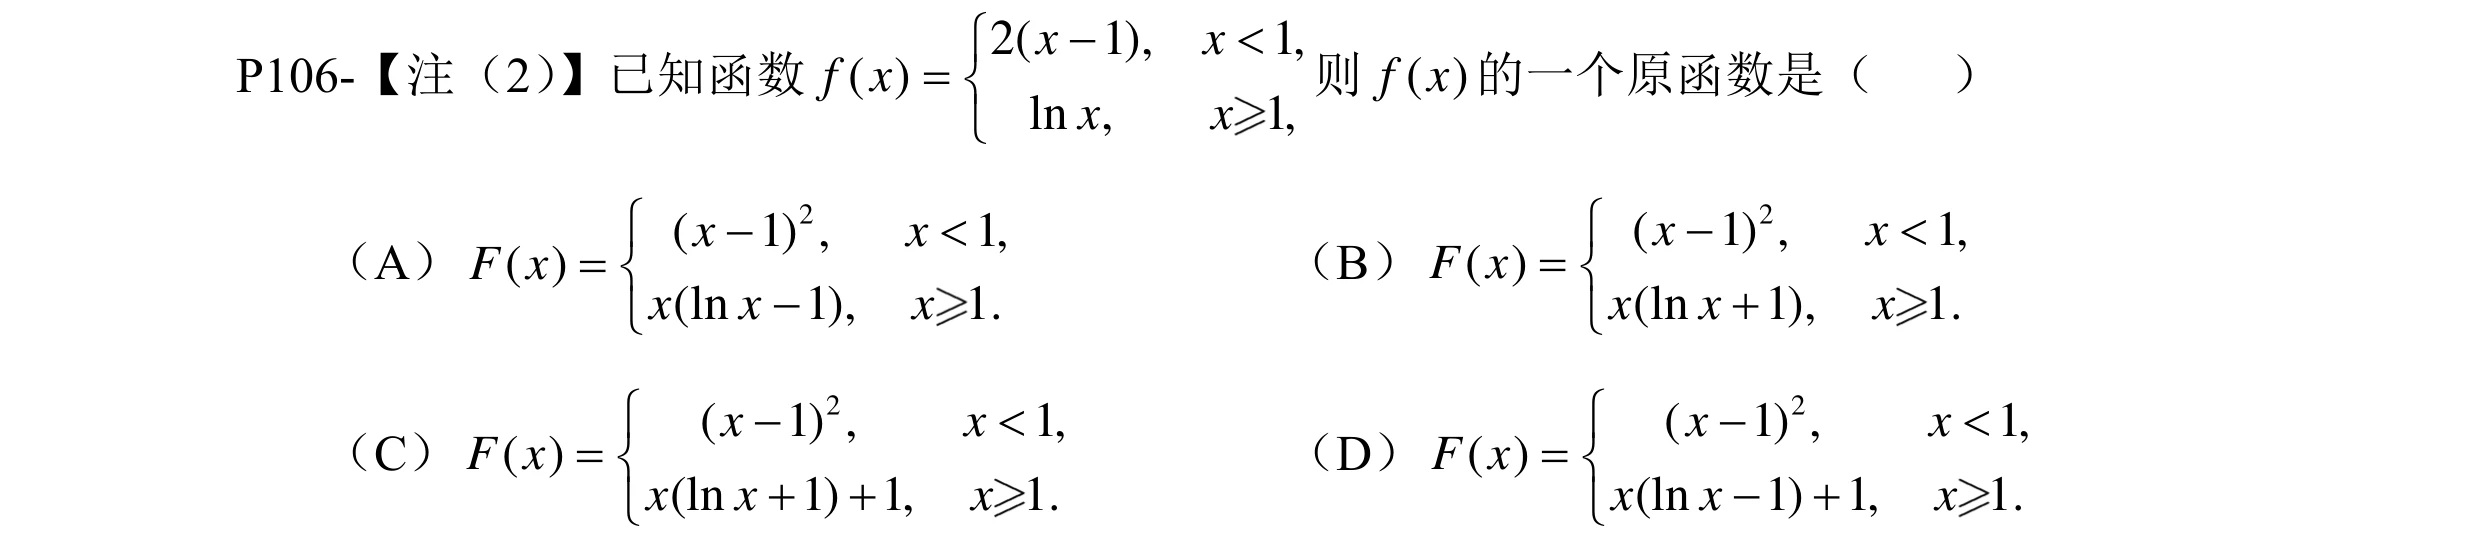 P106-【注（2）】已知函数 $f(x)=\begin{cases}2(x-1), & x<1,\\ \ln x, & x\geqslant 1,\end{cases}$ 则 $f(x)$ 的一个原函数是（　　）
（A） $F(x)=\begin{cases}(x-1)^2, & x<1,\\ x(\ln x-1), & x\geqslant 1.\end{cases}$ （B） $F(x)=\begin{cases}(x-1)^2, & x<1,\\ x(\ln x+1), & x\geqslant 1.\end{cases}$
（C） $F(x)=\begin{cases}(x-1)^2, & x<1,\\ x(\ln x+1)+1, & x\geqslant 1.\end{cases}$ （D） $F(x)=\begin{cases}(x-1)^2, & x<1,\\ x(\ln x-1)+1, & x\geqslant 1.\end{cases}$